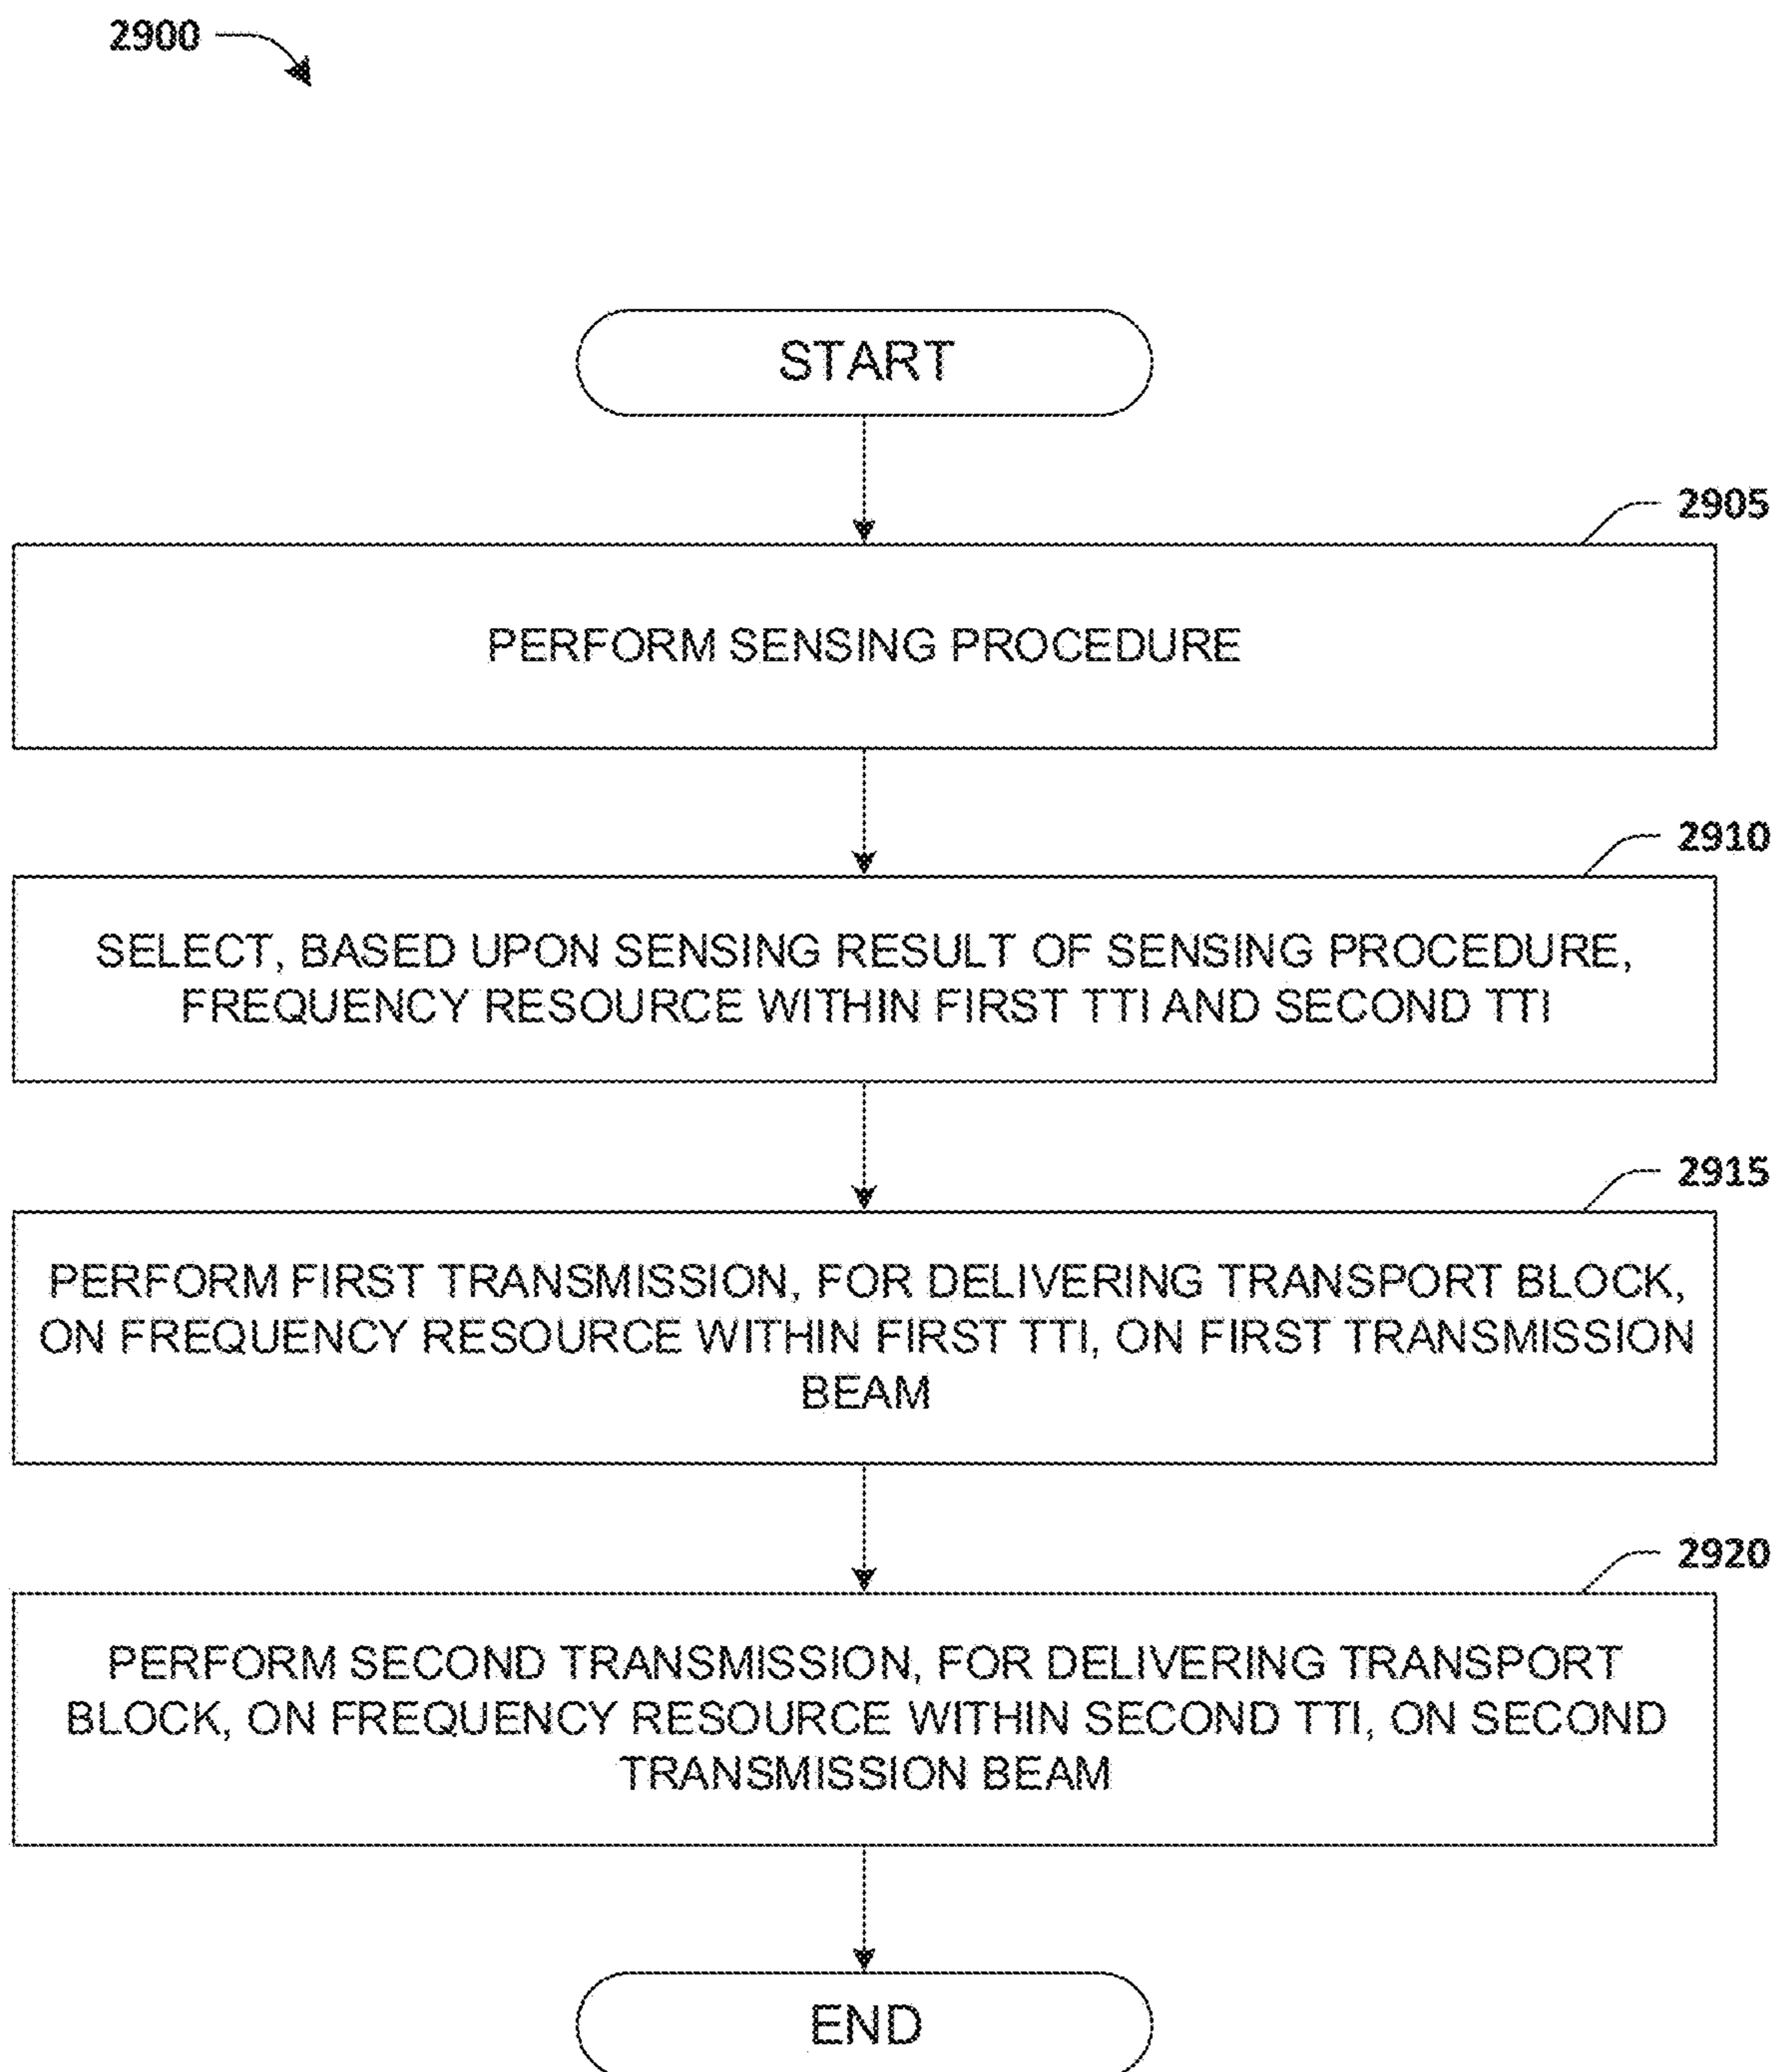 2900
START
2905
PERFORM SENSING PROCEDURE
2910
SELECT, BASED UPON SENSING RESULT OF SENSING PROCEDURE,
FREQUENCY RESOURCE WITHIN FIRST TTI AND SECOND TTI
2915
PERFORM FIRST TRANSMISSION, FOR DELIVERING TRANSPORT BLOCK,
ON FREQUENCY RESOURCE WITHIN FIRST TTI, ON FIRST TRANSMISSION
BEAM
2920
PERFORM SECOND TRANSMISSION, FOR DELIVERING TRANSPORT
BLOCK, ON FREQUENCY RESOURCE WITHIN SECOND TTI, ON SECOND
TRANSMISSION BEAM
END